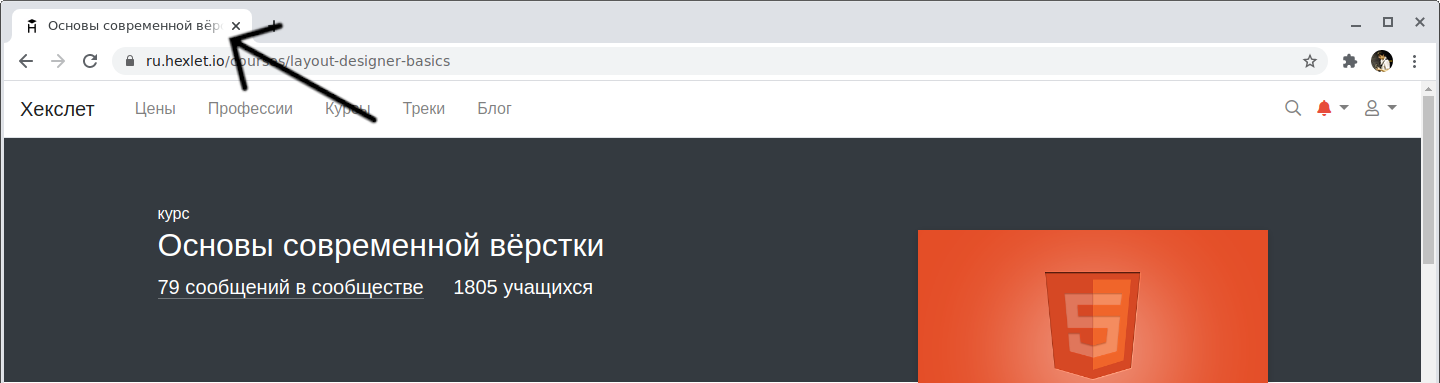 Основы современной вёр
ru.hexlet.io/courses/layout-designer-basics
Хекслет Цены Профессии Курсы Треки Блог
курс
Основы современной вёрстки
79 сообщений в сообществе 1805 учащихся
5